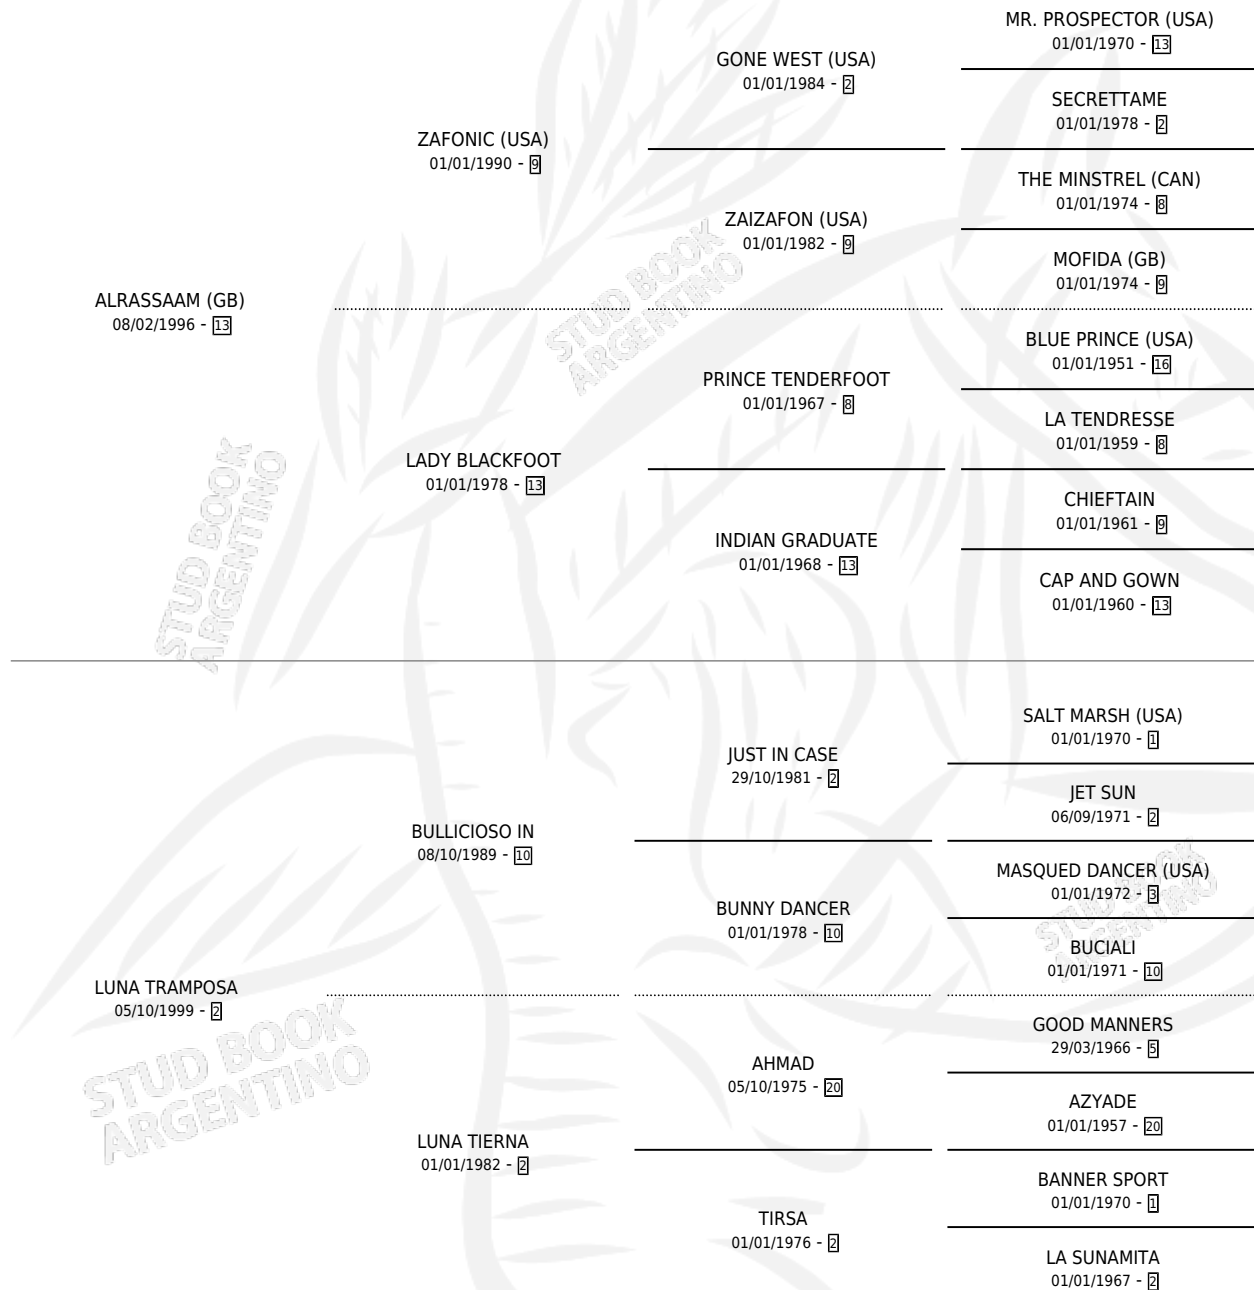 MR. PROSPECTOR (USA)
01/01/1970 - 13
GONE WEST (USA)
01/01/1984 - 2
SECRETTAME
01/01/1978 - 2
ZAFONIC (USA)
01/01/1990 - 9
THE MINSTREL (CAN)
01/01/1974 - 8
ZAIZAFON (USA)
01/01/1982 - 9
MOFIDA (GB)
01/01/1974 - 9
ALRASSAAM (GB)
08/02/1996 - 13
BLUE PRINCE (USA)
01/01/1951 - 16
PRINCE TENDERFOOT
01/01/1967 - 8
LA TENDRESSE
01/01/1959 - 8
LADY BLACKFOOT
01/01/1978 - 13
CHIEFTAIN
01/01/1961 - 9
INDIAN GRADUATE
01/01/1968 - 13
CAP AND GOWN
01/01/1960 - 13
SALT MARSH (USA)
01/01/1970 - 1
JUST IN CASE
29/10/1981 - 2
JET SUN
06/09/1971 - 2
BULLICIOSO IN
08/10/1989 - 10
MASQUED DANCER (USA)
01/01/1972 - 3
BUNNY DANCER
01/01/1978 - 10
BUCIALI
01/01/1971 - 10
LUNA TRAMPOSA
05/10/1999 - 2
GOOD MANNERS
29/03/1966 - 5
AHMAD
05/10/1975 - 20
AZYADE
01/01/1957 - 20
LUNA TIERNA
01/01/1982 - 2
BANNER SPORT
01/01/1970 - 1
TIRSA
01/01/1976 - 2
LA SUNAMITA
01/01/1967 - 2
STUD BOOK
ARGENTINO
STUD BOOK
ARGENTINO
STUD BOOK
ARGENTINO
STUD BOOK
ARGENTINO